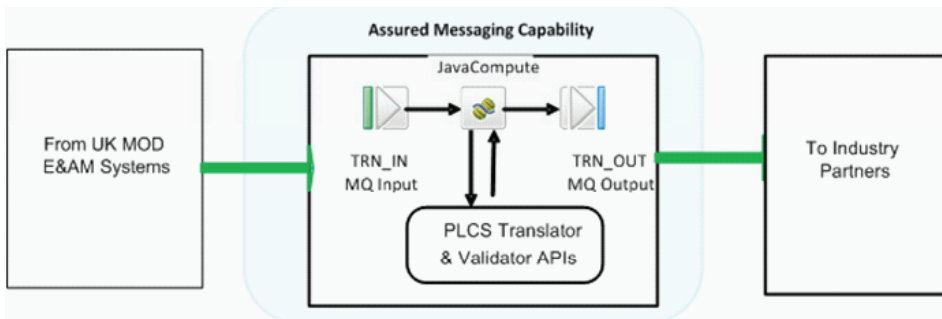 Assured Messaging Capability
JavaCompute
From UK MOD
E&AM Systems
TRN_IN
MQ Input
TRN_OUT
MQ Output
PLCS Translator
& Validator APIs
To Industry
Partners